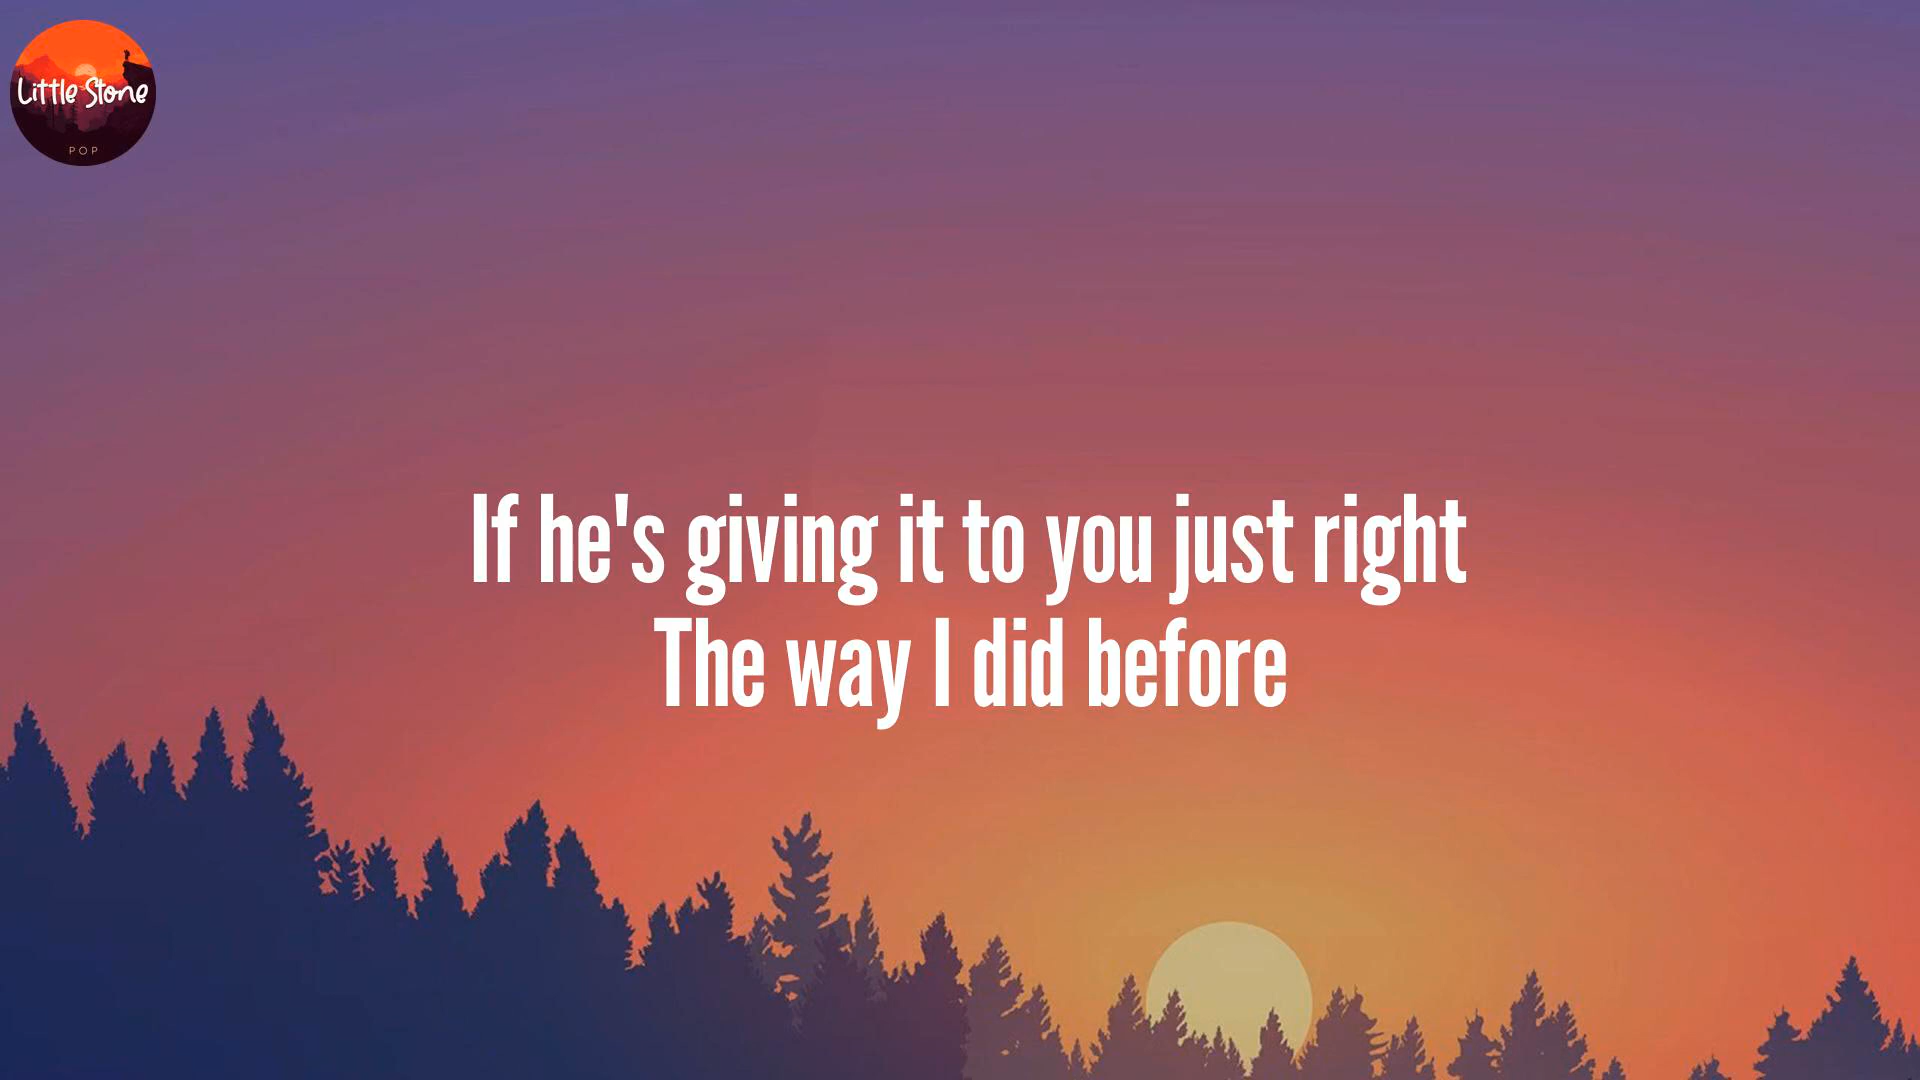 Little Stone
POP
If he's giving it to you just right
The way I did before